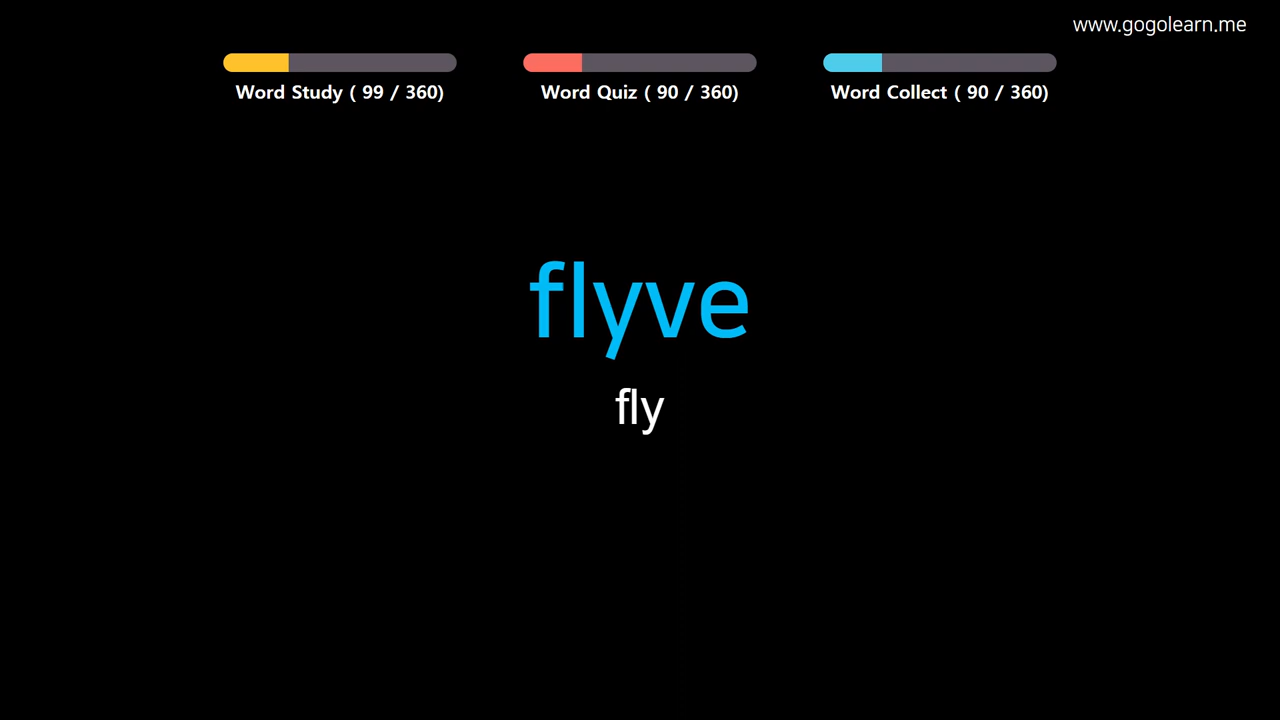 www.gogolearn.me
Word Study ( 99 / 360)
Word Quiz ( 90 / 360)
Word Collect ( 90 / 360)
flyve
fly